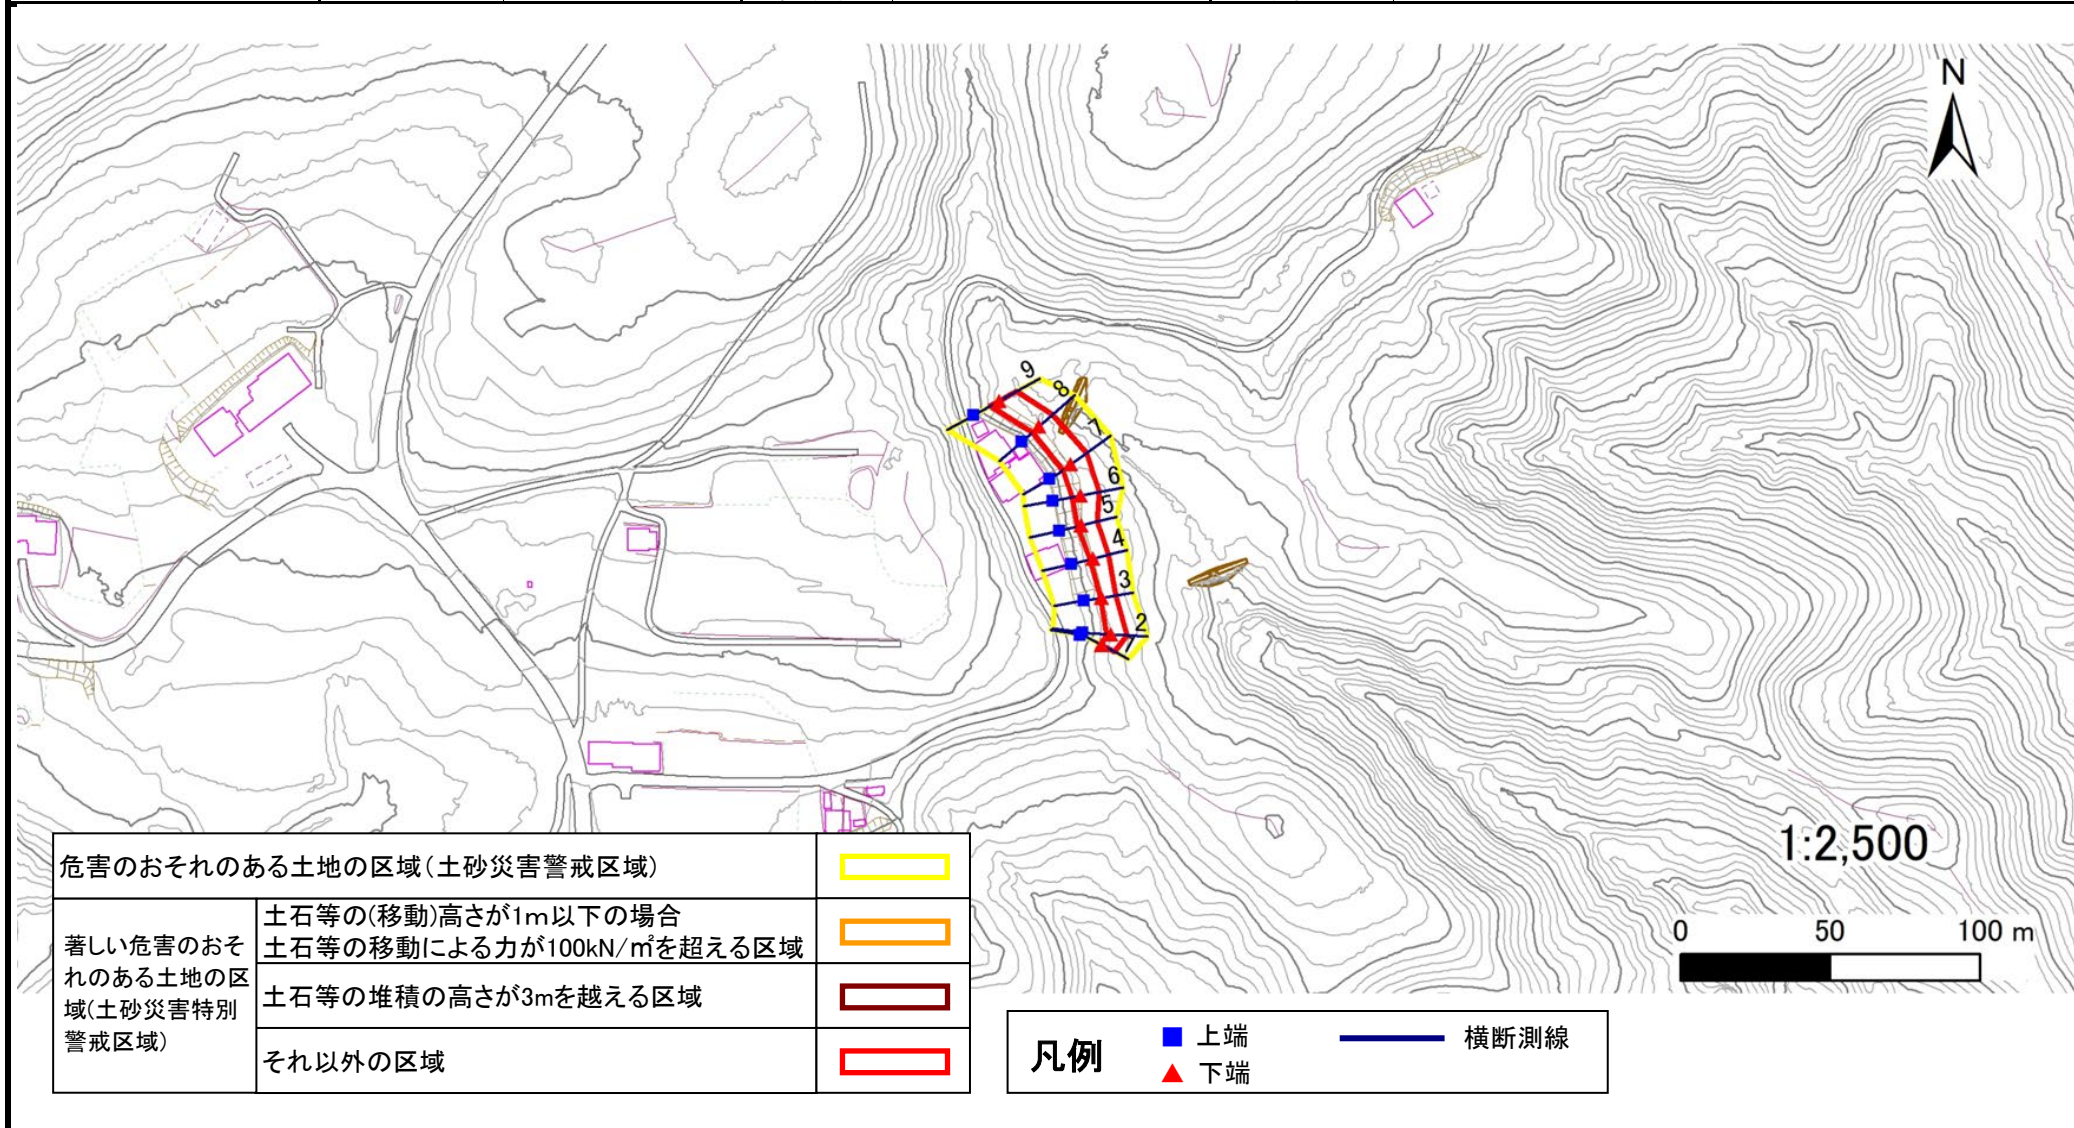 N
9
8
7
6
5
4
3
2
1
1:2,500
0 50 100 m
危害のおそれのある土地の区域(土砂災害警戒区域)
著しい危害のおそ
れのある土地の区
域(土砂災害特別
警戒区域)
土石等の(移動)高さが1m以下の場合
土石等の移動による力が100kN/㎡を超える区域
土石等の堆積の高さが3mを越える区域
それ以外の区域
凡例
上端
下端
横断測線